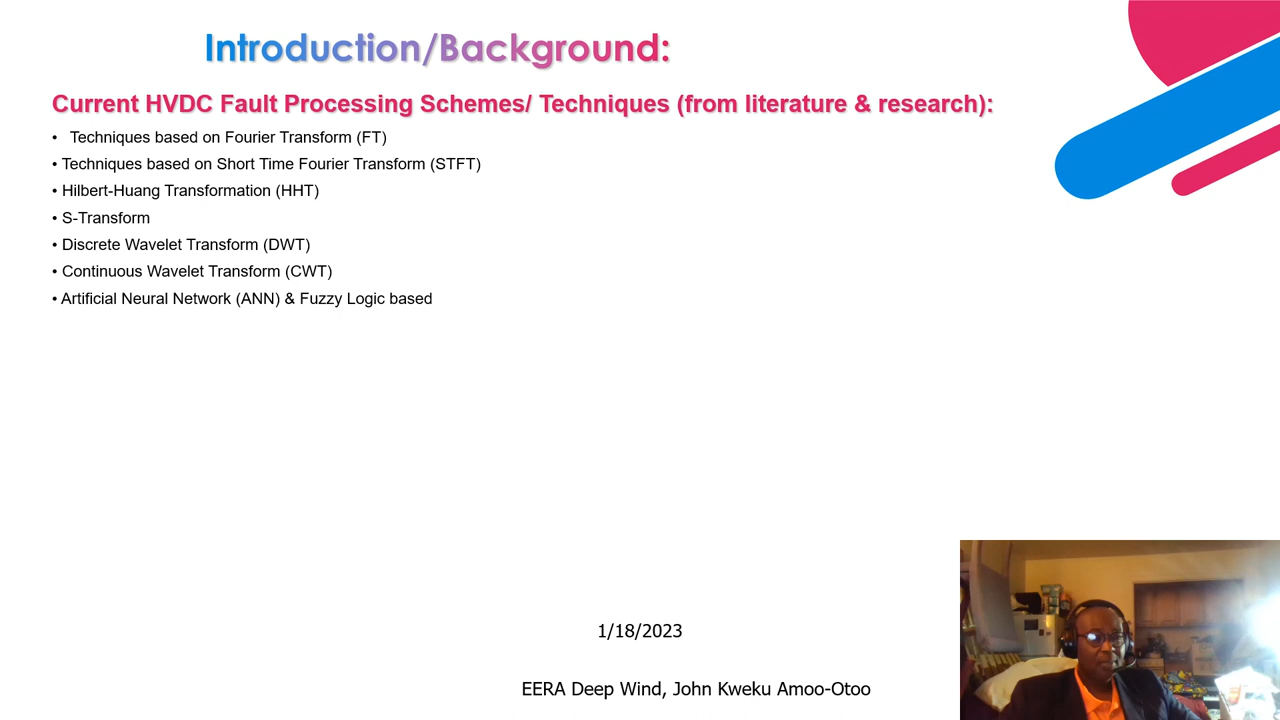 Introduction/Background:
Current HVDC Fault Processing Schemes/ Techniques (from literature & research):
• Techniques based on Fourier Transform (FT)
• Techniques based on Short Time Fourier Transform (STFT)
• Hilbert-Huang Transformation (HHT)
• S-Transform
• Discrete Wavelet Transform (DWT)
• Continuous Wavelet Transform (CWT)
• Artificial Neural Network (ANN) & Fuzzy Logic based
1/18/2023
EERA Deep Wind, John Kweku Amoo-Otoo